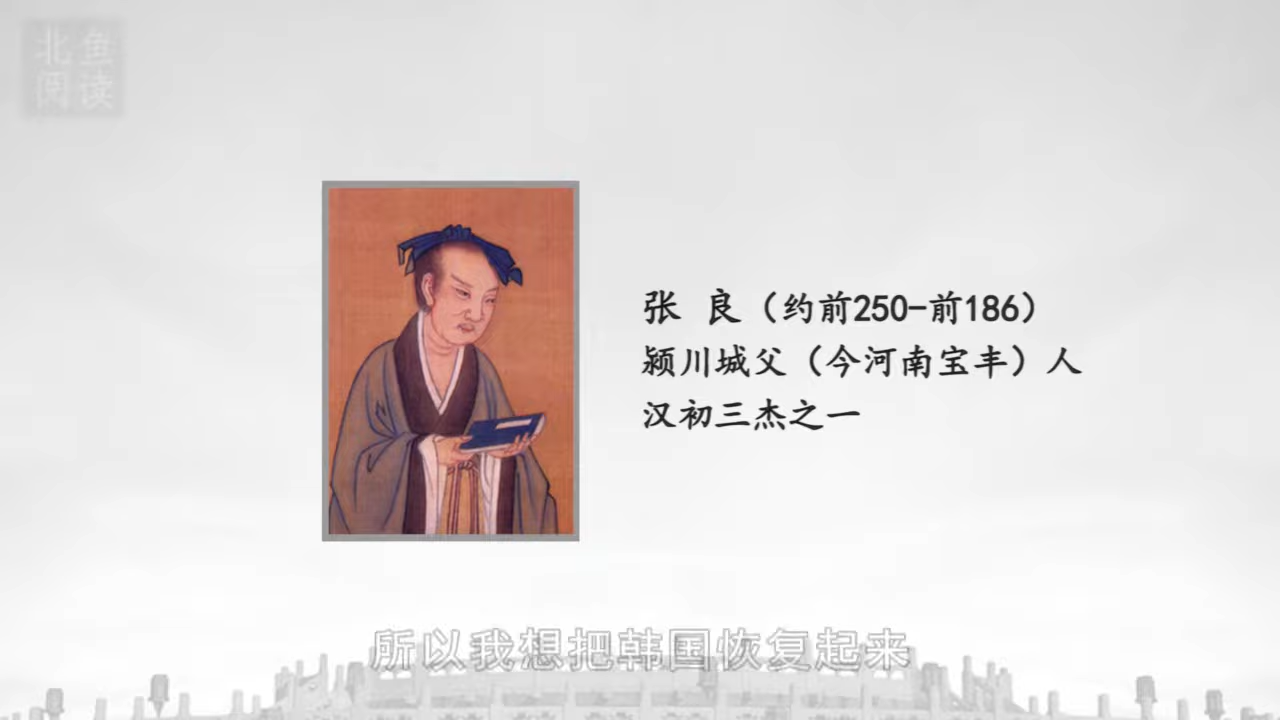 北鱼
阅读
张 良（约前250-前186）
颍川城父（今河南宝丰）人
汉初三杰之一
所以我想把韩国恢复起来